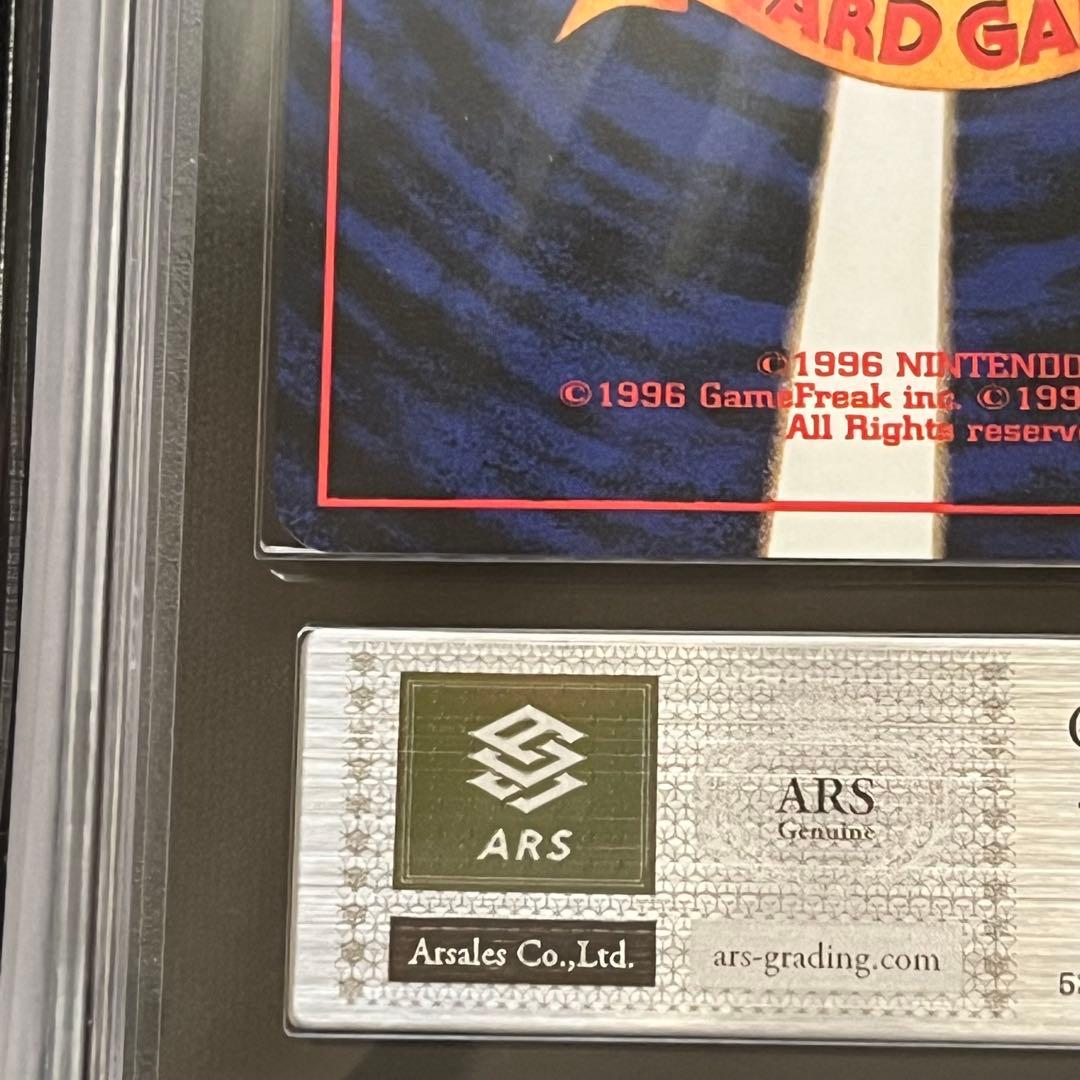 CARD GA
©1996 NINTENDO
©1996 GameFreak inc. ©199
All Rights reserv
ARS
ARS
Genuine
Arsales Co.,Ltd.
ars-grading.com